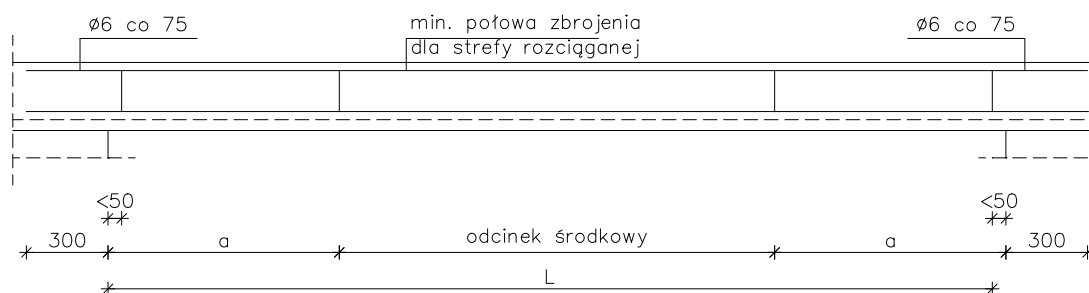 ø6 co 75
min. połowa zbrojenia
dla strefy rozciąganej
ø6 co 75
<50
<50
300
a
odcinek środkowy
a
300
L